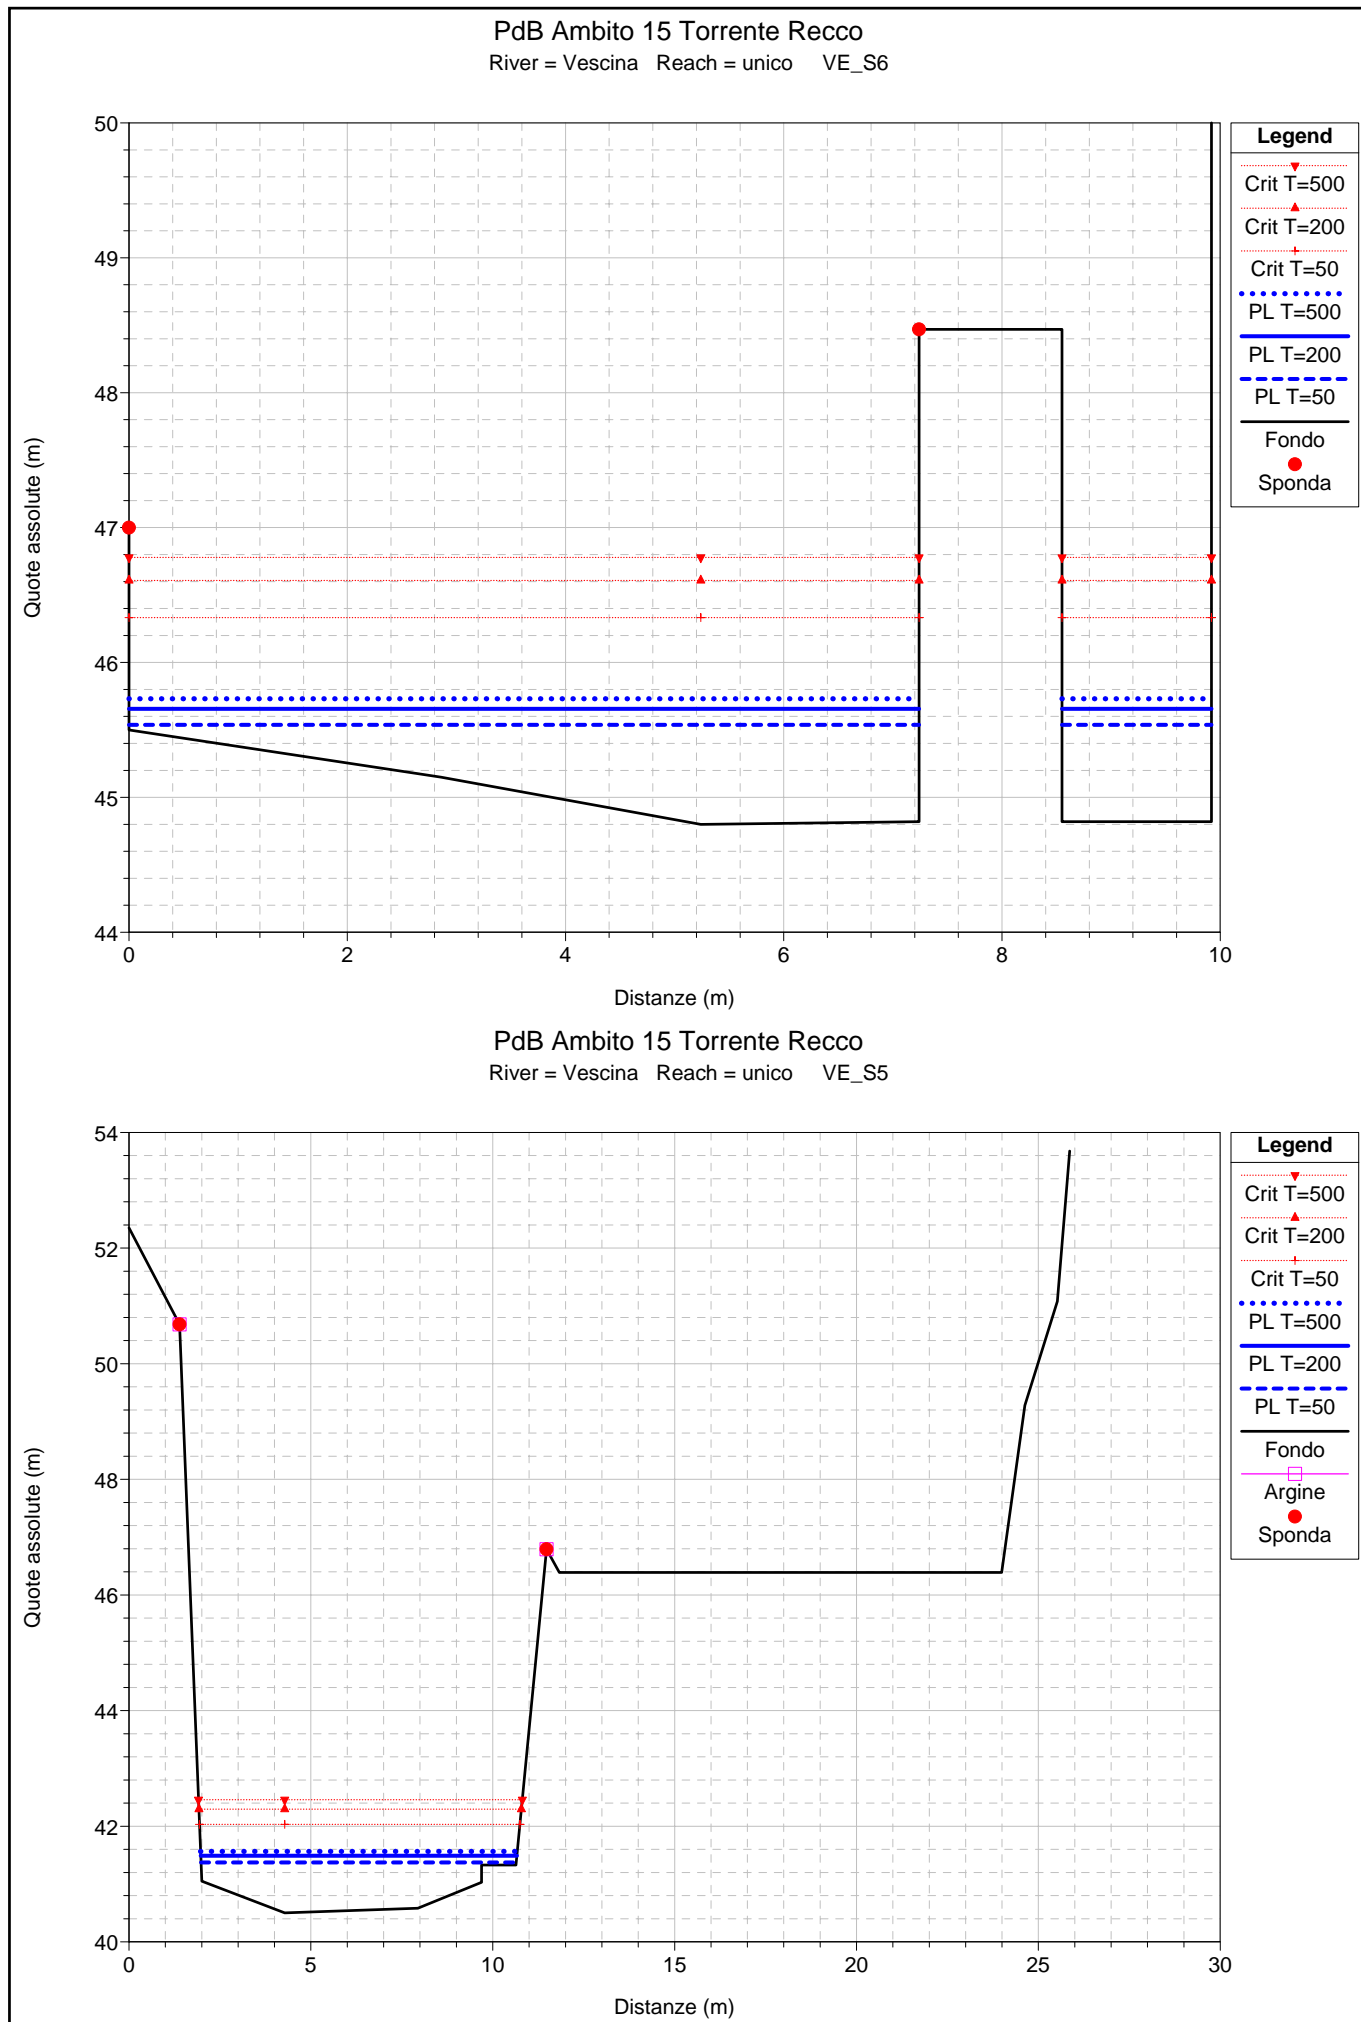 PdB Ambito 15 Torrente Recco
River = Vescina Reach = unico VE_S6
50
49
48
47
46
45
44
Quote assolute (m)
0 2 4 6 8 10
Distanze (m)
Legend
Crit T=500
Crit T=200
Crit T=50
PL T=500
PL T=200
PL T=50
Fondo
Sponda
PdB Ambito 15 Torrente Recco
River = Vescina Reach = unico VE_S5
54
52
50
48
46
44
42
40
Quote assolute (m)
0 5 10 15 20 25 30
Distanze (m)
Legend
Crit T=500
Crit T=200
Crit T=50
PL T=500
PL T=200
PL T=50
Fondo
Argine
Sponda